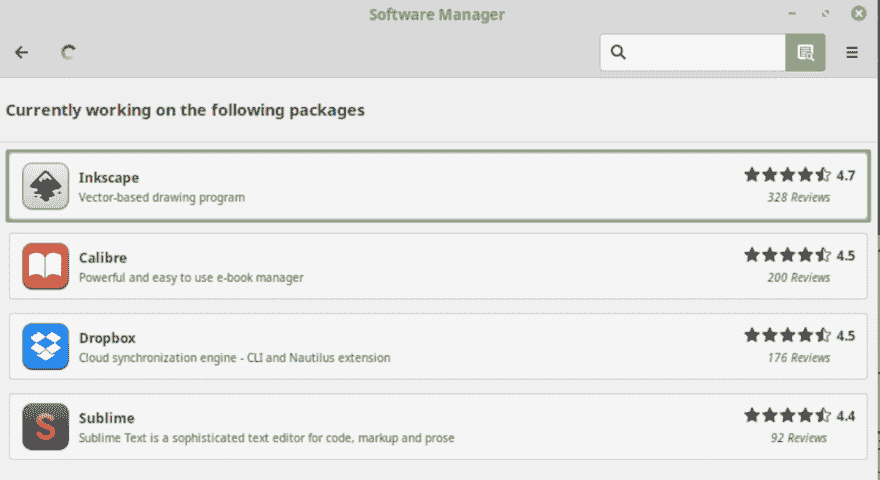 Software Manager
Currently working on the following packages
Inkscape
4.7
Vector-based drawing program
328 Reviews
Calibre
4.5
Powerful and easy to use e-book manager
200 Reviews
Dropbox
4.5
Cloud synchronization engine - CLI and Nautilus extension
176 Reviews
Sublime
4.4
Sublime Text is a sophisticated text editor for code, markup and prose
92 Reviews